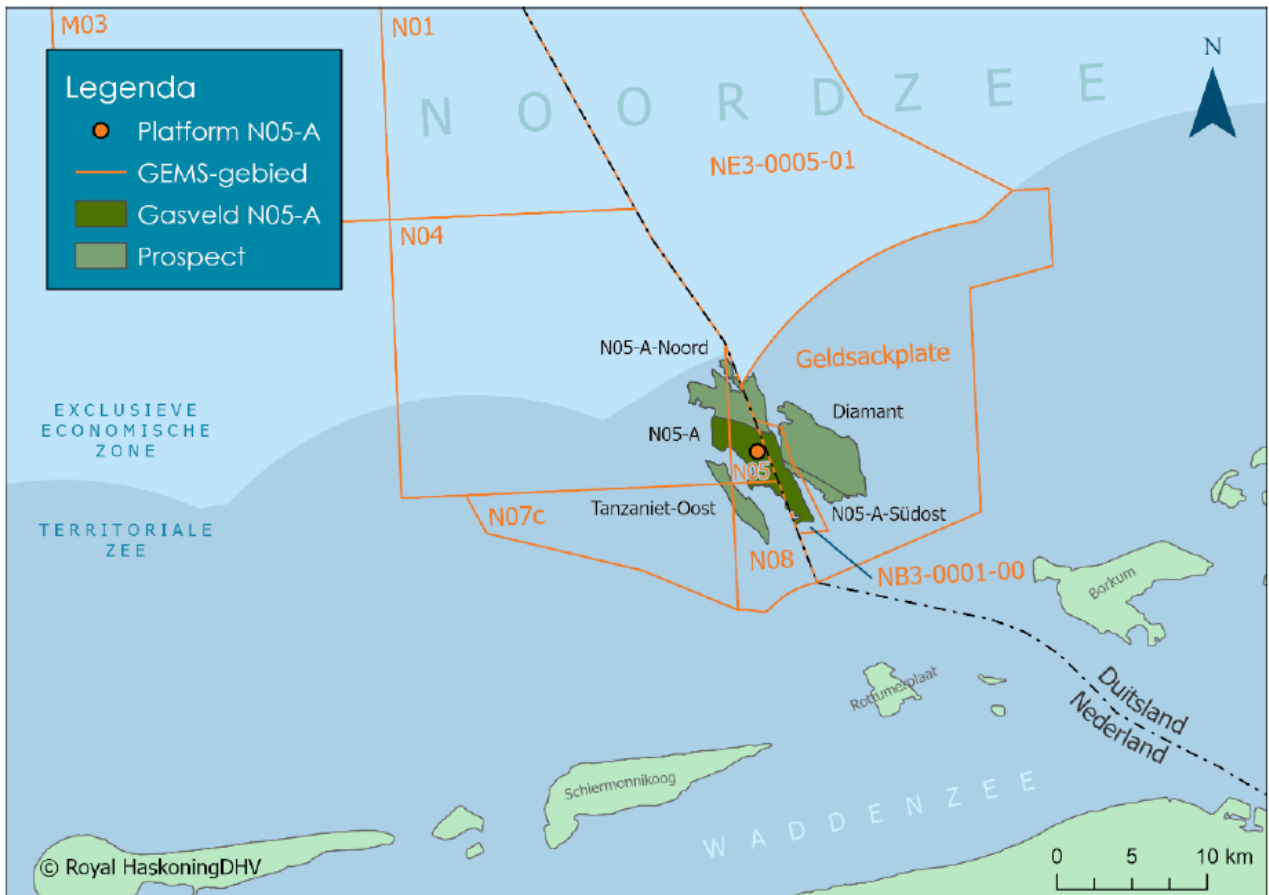 M03
N01
N
Legenda
Platform N05-A
GEMS-gebied
Gasveld N05-A
Prospect
NOORDZEE
NE3-0005-01
N04
N05-A-Noord
Geldsackplate
EXCLUSIEVE
ECONOMISCHE
ZONE
Diamant
N05-A
N05
Tanzaniet-Oost
N05-A-Südost
N07c
TERRITORIALE
ZEE
N08
NB3-0001-00
Borkum
Rottumerplaat
Duitsland
Nederland
Schiermonnikoog
WADDENZEE
© Royal HaskoningDHV
0 5 10 km